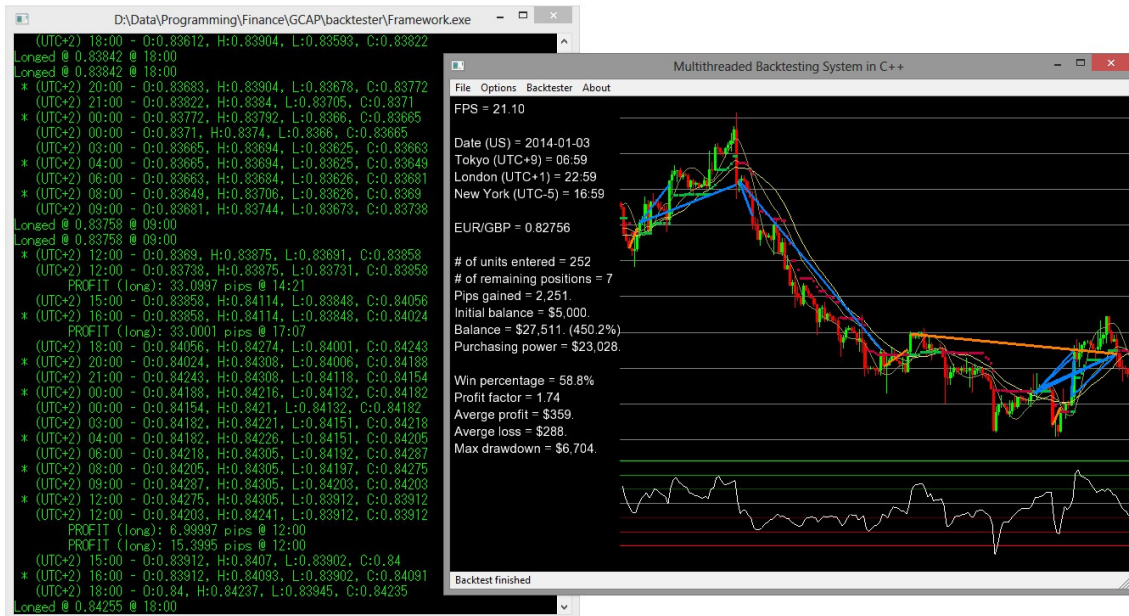 D:\Data\Programming\Finance\GCAP\backtester\Framework.exe
(UTC+2) 18:00 - O:0.83612, H:0.83904, L:0.83593, C:0.83822
Longed @ 0.83842 @ 18:00
Longed @ 0.83842 @ 18:00
* (UTC+2) 20:00 - O:0.83683, H:0.83904, L:0.83678, C:0.83772
(UTC+2) 21:00 - O:0.83822, H:0.8384, L:0.83705, C:0.8371
* (UTC+2) 00:00 - O:0.83772, H:0.83792, L:0.8366, C:0.83665
(UTC+2) 00:00 - O:0.8371, H:0.8374, L:0.8366, C:0.83665
(UTC+2) 03:00 - O:0.83665, H:0.83694, L:0.83625, C:0.83663
* (UTC+2) 04:00 - O:0.83665, H:0.83694, L:0.83625, C:0.83649
(UTC+2) 06:00 - O:0.83663, H:0.83684, L:0.83626, C:0.83681
* (UTC+2) 08:00 - O:0.83649, H:0.83706, L:0.83626, C:0.8369
(UTC+2) 09:00 - O:0.83681, H:0.83744, L:0.83673, C:0.83738
Longed @ 0.83758 @ 09:00
Longed @ 0.83758 @ 09:00
* (UTC+2) 12:00 - O:0.8369, H:0.83875, L:0.83691, C:0.83858
(UTC+2) 12:00 - O:0.83738, H:0.83875, L:0.83731, C:0.83858
PROFIT (long): 33.0997 pips @ 14:21
(UTC+2) 15:00 - O:0.83858, H:0.84114, L:0.83848, C:0.84056
* (UTC+2) 16:00 - O:0.83858, H:0.84114, L:0.83848, C:0.84024
PROFIT (long): 33.0001 pips @ 17:07
(UTC+2) 18:00 - O:0.84056, H:0.84274, L:0.84001, C:0.84243
* (UTC+2) 20:00 - O:0.84024, H:0.84308, L:0.84006, C:0.84188
(UTC+2) 21:00 - O:0.84243, H:0.84308, L:0.84118, C:0.84154
* (UTC+2) 00:00 - O:0.84188, H:0.84216, L:0.84132, C:0.84182
(UTC+2) 00:00 - O:0.84154, H:0.8421, L:0.84132, C:0.84182
(UTC+2) 03:00 - O:0.84182, H:0.84221, L:0.84151, C:0.84218
* (UTC+2) 04:00 - O:0.84182, H:0.84226, L:0.84151, C:0.84205
(UTC+2) 06:00 - O:0.84218, H:0.84305, L:0.84192, C:0.84287
* (UTC+2) 08:00 - O:0.84205, H:0.84305, L:0.84197, C:0.84275
(UTC+2) 09:00 - O:0.84287, H:0.84305, L:0.84203, C:0.84203
* (UTC+2) 12:00 - O:0.84275, H:0.84305, L:0.83912, C:0.83912
(UTC+2) 12:00 - O:0.84203, H:0.84241, L:0.83912, C:0.83912
PROFIT (long): 6.99997 pips @ 12:00
PROFIT (long): 15.3995 pips @ 12:00
(UTC+2) 15:00 - O:0.83912, H:0.8407, L:0.83902, C:0.84
* (UTC+2) 16:00 - O:0.83912, H:0.84093, L:0.83902, C:0.84091
(UTC+2) 18:00 - O:0.84, H:0.84237, L:0.83945, C:0.84235
Longed @ 0.84255 @ 18:00
Multithreaded Backtesting System in C++
File Options Backtester About
FPS = 21.10
Date (US) = 2014-01-03
Tokyo (UTC+9) = 06:59
London (UTC+1) = 22:59
New York (UTC-5) = 16:59
EUR/GBP = 0.82756
# of units entered = 252
# of remaining positions = 7
Pips gained = 2,251.
Initial balance = $5,000.
Balance = $27,511. (450.2%)
Purchasing power = $23,028.
Win percentage = 58.8%
Profit factor = 1.74
Averge profit = $359.
Averge loss = $288.
Max drawdown = $6,704.
Backtest finished